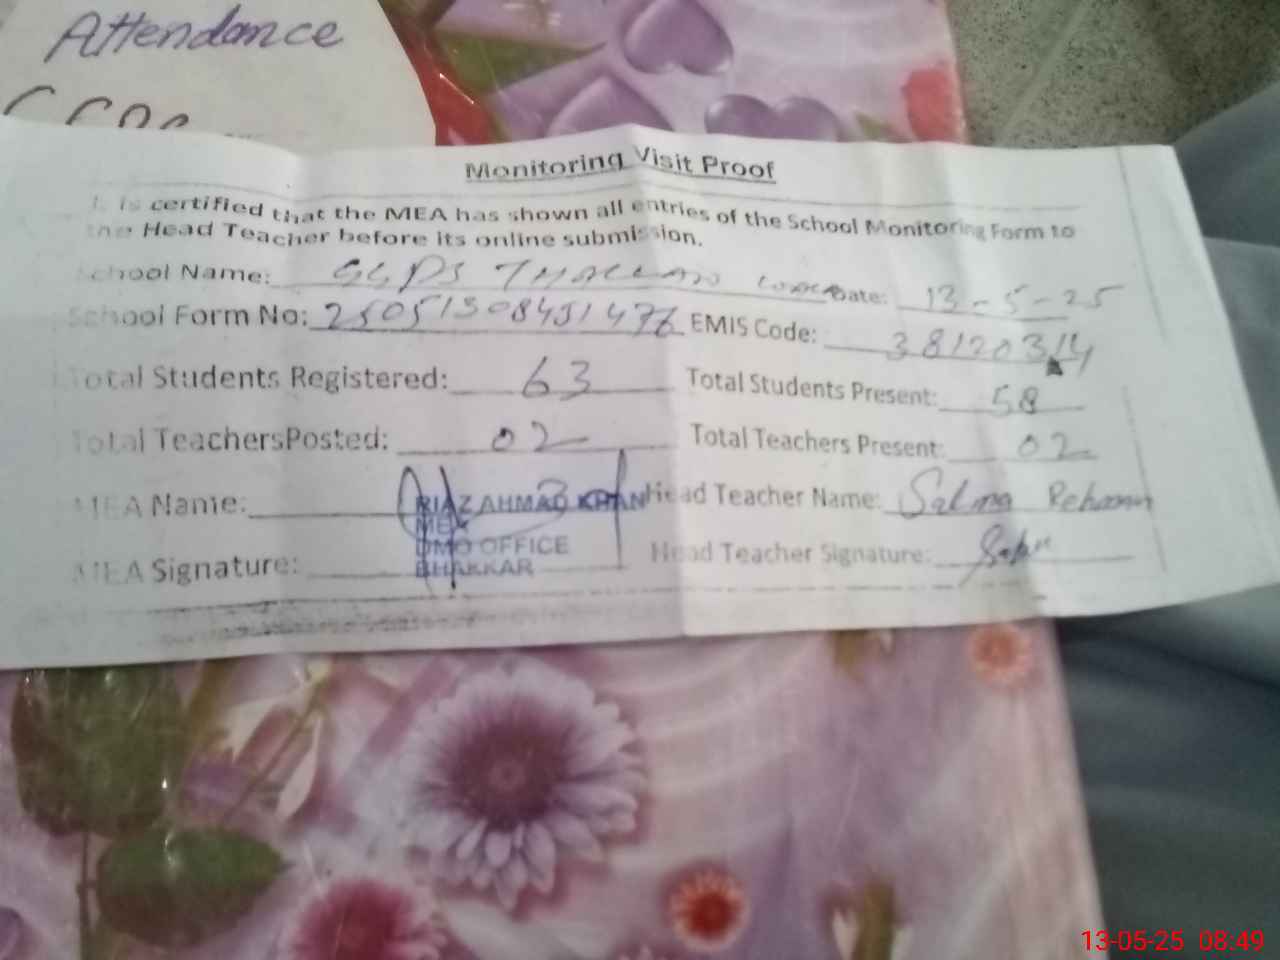 Attendance
Monitoring Visit Proof
It is certified that the MEA has shown all entries of the School Monitoring Form to
the Head Teacher before its online submission.
School Name: GGPS Date: 13-5-25
School Form No: EMIS Code: 38120314
Total Students Registered: 63 Total Students Present: 58
Total TeachersPosted: 02 Total Teachers Present: 02
MEA Name: RIAZ AHMAD KHAN Head Teacher Name: Salma Rehman
MEA
DMO OFFICE
MEA Signature: BHAKKAR Head Teacher Signature:
13-05-25 08:49